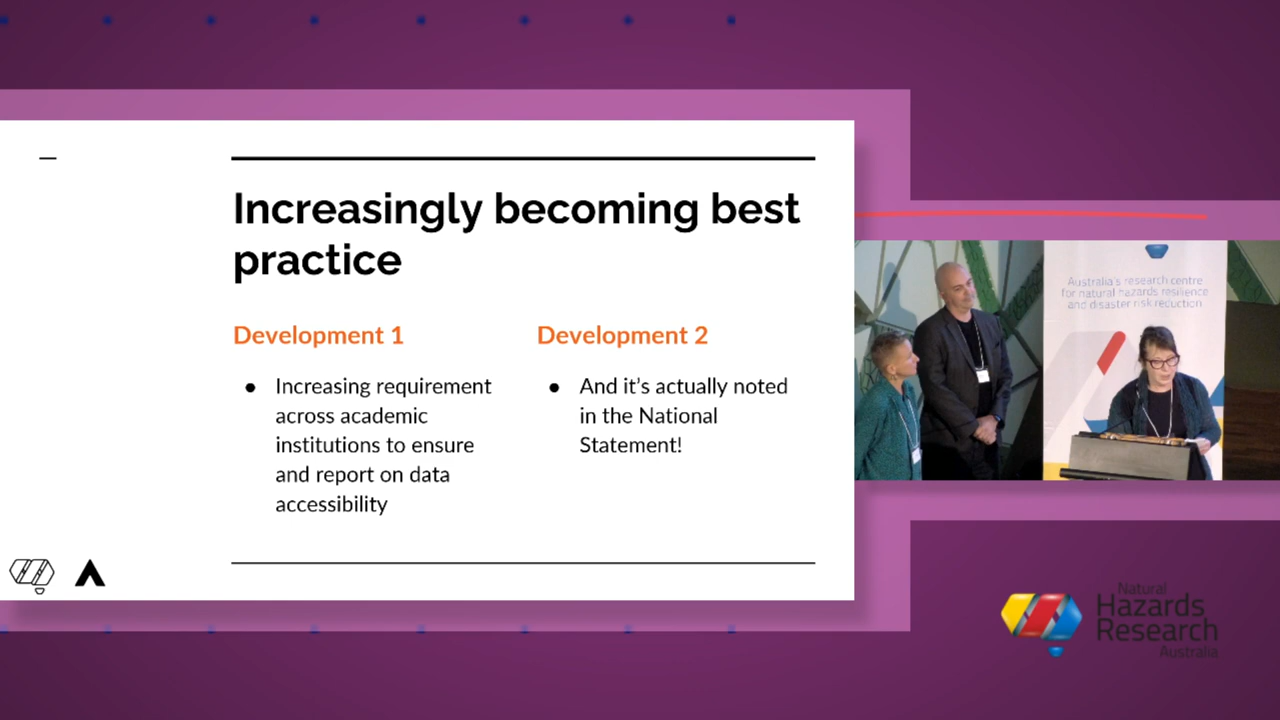 Increasingly becoming best
practice
Development 1
Increasing requirement
across academic
institutions to ensure
and report on data
accessibility
Development 2
And it's actually noted
in the National
Statement!
Australia's research centre
for natural hazards resilience
and disaster risk reduction
Natural
Hazards
Research
Australia